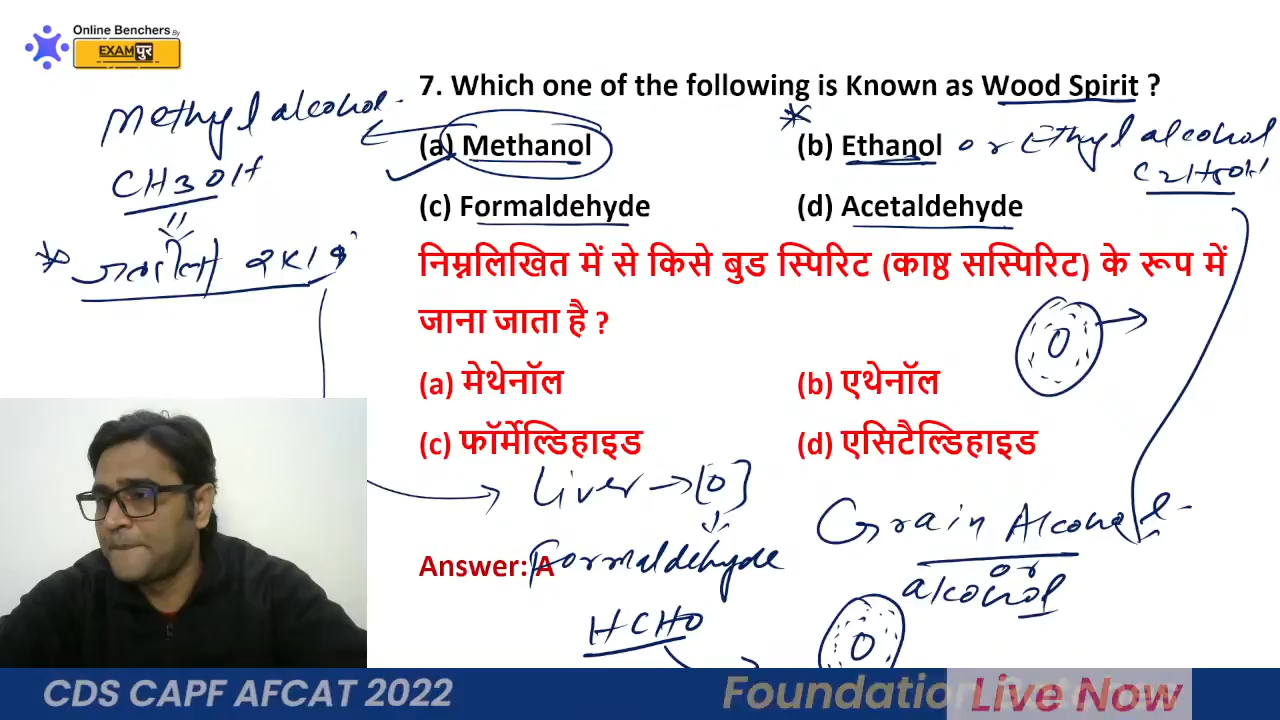 Online Benchers By
EXAMपुर
7. Which one of the following is Known as Wood Spirit ?
(a) Methanol
(b) Ethanol
(c) Formaldehyde
(d) Acetaldehyde
Methyl alcohol
CH3OH
or Ethyl alcohol
C2H5OH
निम्नलिखित में से किसे बुड स्पिरिट (काष्ठ सस्पिरिट) के रूप में
जाना जाता है ?
(a) मेथेनॉल
(b) एथेनॉल
(c) फॉर्मेल्डिहाइड
(d) एसिटैल्डिहाइड
Liver → [O]
Answer: A
Formaldehyde
HCHO
Grain Alcohol
or
alcohol
CDS CAPF AFCAT 2022
Foundation
Live Now